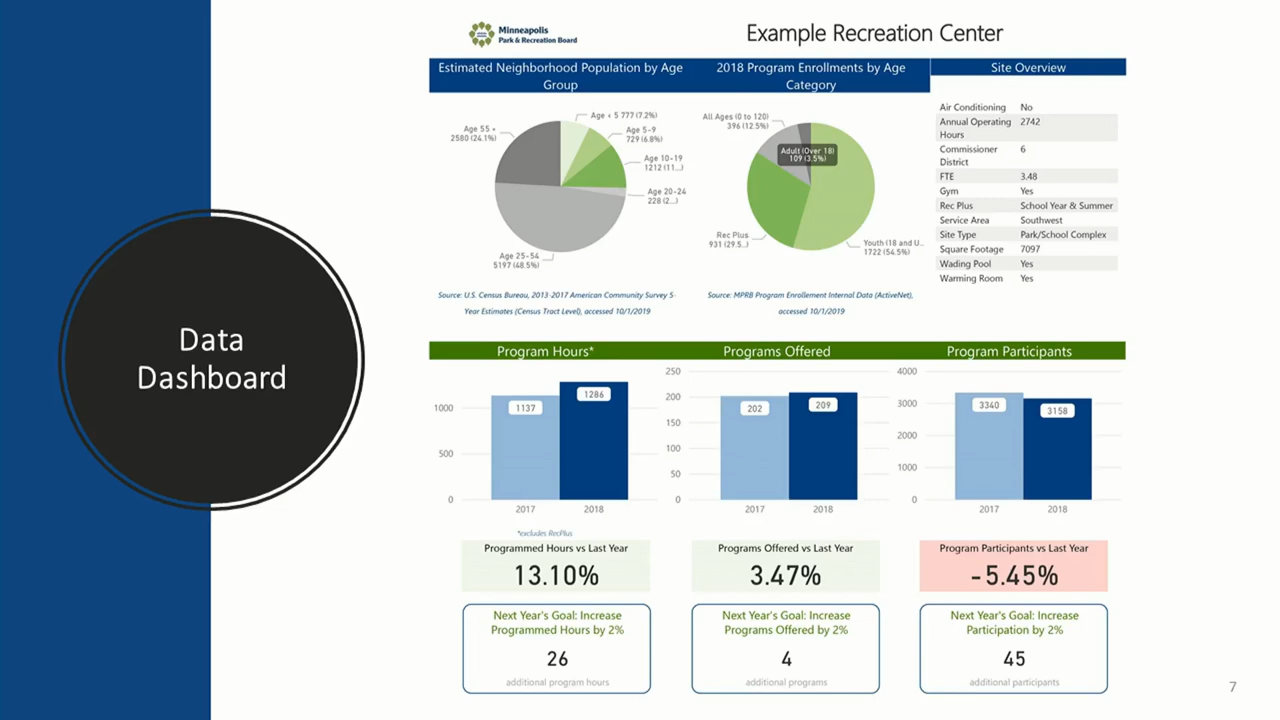 Data
Dashboard
Minneapolis
Park & Recreation Board
Example Recreation Center
Estimated Neighborhood Population by Age
Group
Age < 5 777 (7.2%)
Age 5-9
729 (6.8%)
Age 10-19
1212 (11...)
Age 20-24
228 (2...)
Age 25-54
5197 (48.5%)
Age 55 +
2580 (24.1%)
Source: U.S. Census Bureau, 2013-2017 American Community Survey 5-
Year Estimates (Census Tract Level), accessed 10/1/2019
2018 Program Enrollments by Age
Category
All Ages (0 to 120)
396 (12.5%)
Adult (Over 18)
109 (3.5%)
Rec Plus
931 (29.5...)
Youth (18 and U...
1722 (54.5%)
Source: MPRB Program Enrollement Internal Data (ActiveNet),
accessed 10/1/2019
Site Overview
Air Conditioning No
Annual Operating 2742
Hours
Commissioner 6
District
FTE 3.48
Gym Yes
Rec Plus School Year & Summer
Service Area Southwest
Site Type Park/School Complex
Square Footage 7097
Wading Pool Yes
Warming Room Yes
Program Hours*
1000
500
0
1137
1286
2017 2018
*excludes RecPlus
Programmed Hours vs Last Year
13.10%
Next Year's Goal: Increase
Programmed Hours by 2%
26
additional program hours
Programs Offered
250
200
150
100
50
0
202
209
2017 2018
Programs Offered vs Last Year
3.47%
Next Year's Goal: Increase
Programs Offered by 2%
4
additional programs
Program Participants
4000
3000
2000
1000
0
3340
3158
2017 2018
Program Participants vs Last Year
-5.45%
Next Year's Goal: Increase
Participation by 2%
45
additional participants
7